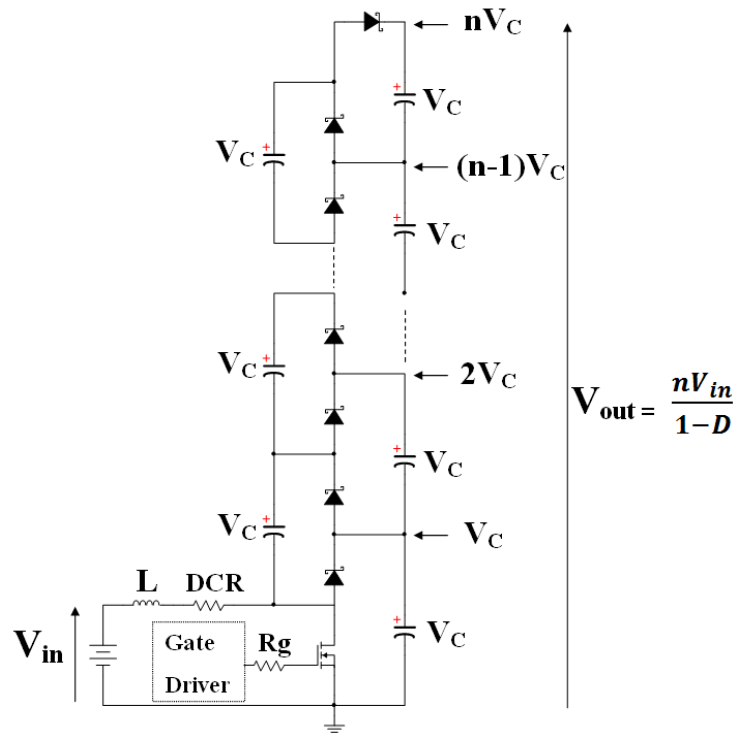 nV_C
V_C
+
+
V_C
(n-1)V_C
+
V_C
+
V_C
2V_C
V_out = nV_in / 1−D
+
V_C
+
V_C
V_C
L DCR
+
V_C
V_in
Gate
Driver
Rg